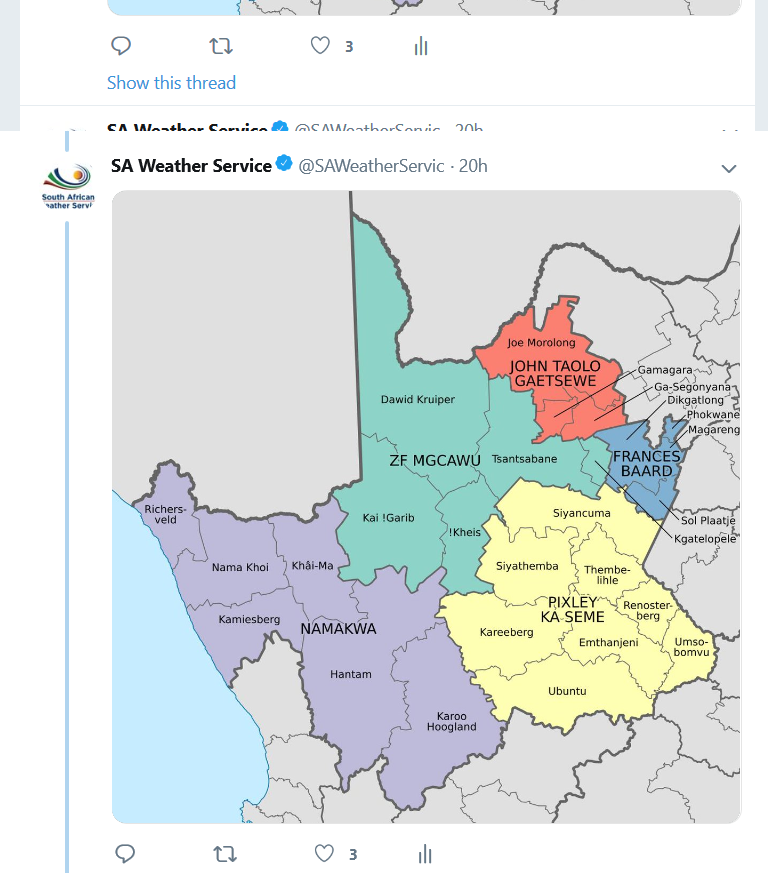 3
Show this thread
SA Weather Service @SAWeatherServic · 20h
SA Weather Service @SAWeatherServic · 20h
South African
eather Servi
Joe Morolong
JOHN TAOLO
GAETSEWE
Gamagara
Ga-Segonyana
Dikgatlong
Phokwane
Magareng
Dawid Kruiper
ZF MGCAWU
Tsantsabane
FRANCES
BAARD
Richers-
veld
Kai !Garib
!Kheis
Siyancuma
Sol Plaatje
Kgatelopele
Nama Khoi
Khâi-Ma
Siyathemba
Thembe-
lihle
Kamiesberg
NAMAKWA
PIXLEY
KA SEME
Renoster-
berg
Kareeberg
Emthanjeni
Umso-
bomvu
Hantam
Ubuntu
Karoo
Hoogland
3